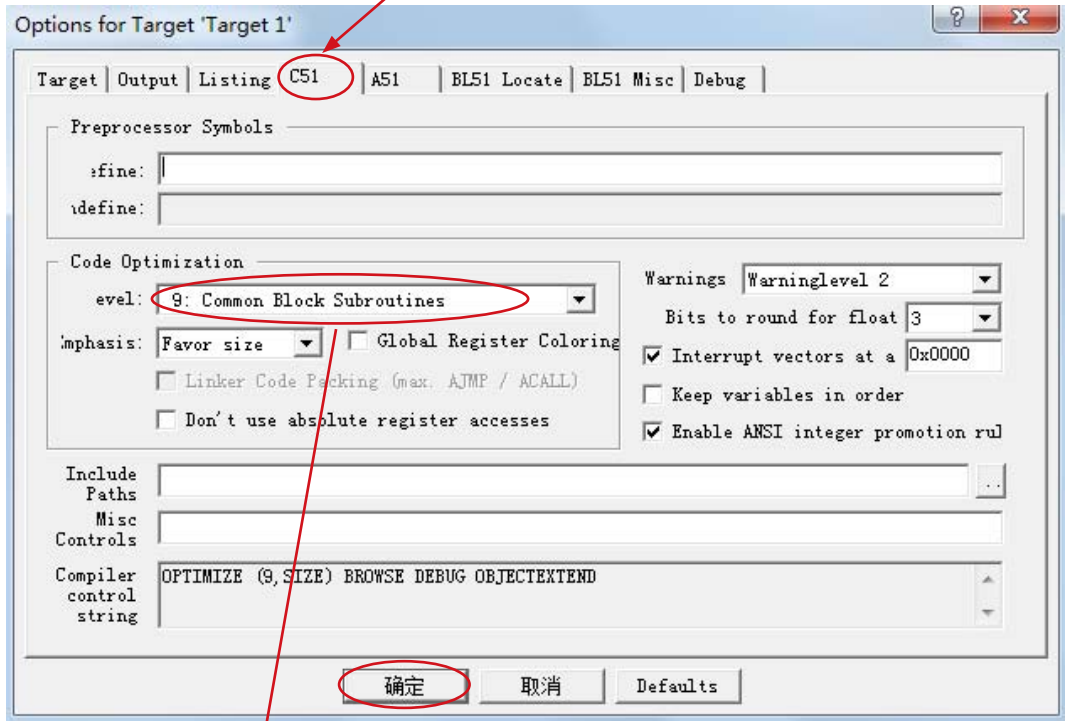 Options for Target 'Target 1'
Target Output Listing C51 A51 BL51 Locate BL51 Misc Debug
Preprocessor Symbols
efine:
define:
Code Optimization
evel: 9: Common Block Subroutines
Warnings Warninglevel 2
Bits to round for float 3
mphasis: Favor size Global Register Coloring
Interrupt vectors at a 0x0000
Linker Code Packing (max. AJMP / ACALL)
Keep variables in order
Don't use absolute register accesses
Enable ANSI integer promotion rul
Include Paths
..
Misc Controls
Compiler control string
OPTIMIZE (9,SIZE) BROWSE DEBUG OBJECTEXTEND
确定 取消 Defaults